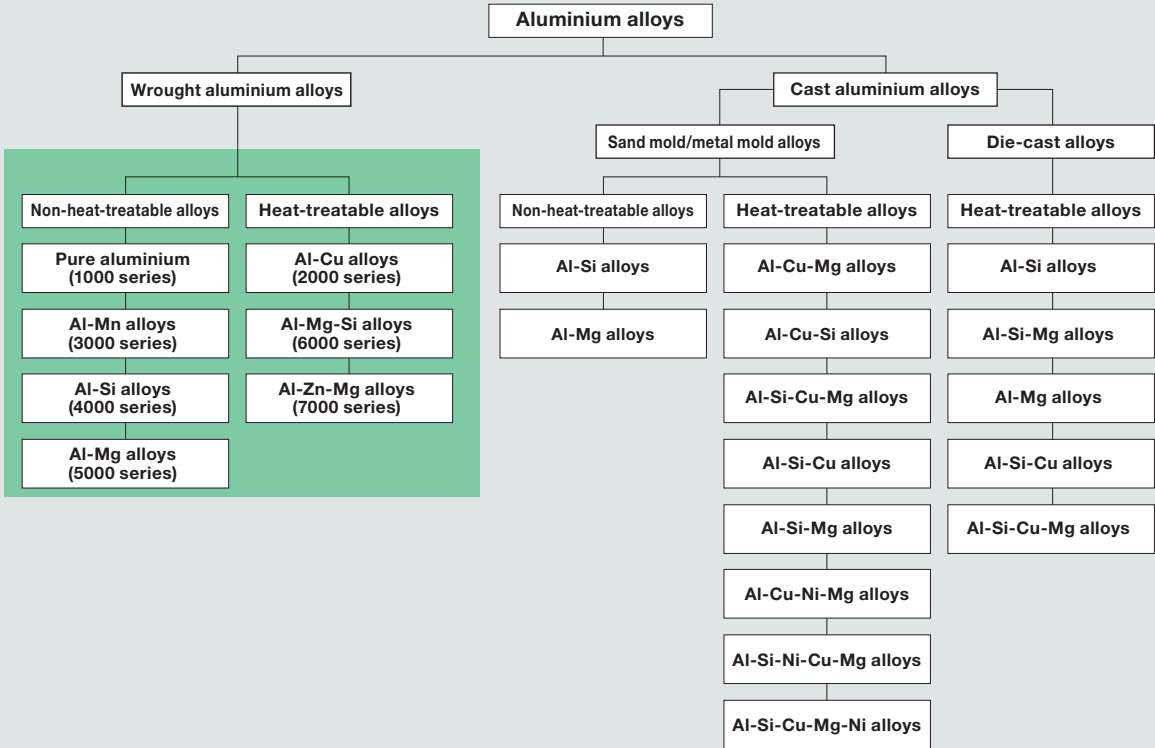 Aluminium alloys
Wrought aluminium alloys
Cast aluminium alloys
Sand mold/metal mold alloys
Die-cast alloys
Non-heat-treatable alloys
Heat-treatable alloys
Non-heat-treatable alloys
Heat-treatable alloys
Heat-treatable alloys
Pure aluminium
(1000 series)
Al-Mn alloys
(3000 series)
Al-Si alloys
(4000 series)
Al-Mg alloys
(5000 series)
Al-Cu alloys
(2000 series)
Al-Mg-Si alloys
(6000 series)
Al-Zn-Mg alloys
(7000 series)
Al-Si alloys
Al-Mg alloys
Al-Cu-Mg alloys
Al-Cu-Si alloys
Al-Si-Cu-Mg alloys
Al-Si-Cu alloys
Al-Si-Mg alloys
Al-Cu-Ni-Mg alloys
Al-Si-Ni-Cu-Mg alloys
Al-Si-Cu-Mg-Ni alloys
Al-Si alloys
Al-Si-Mg alloys
Al-Mg alloys
Al-Si-Cu alloys
Al-Si-Cu-Mg alloys